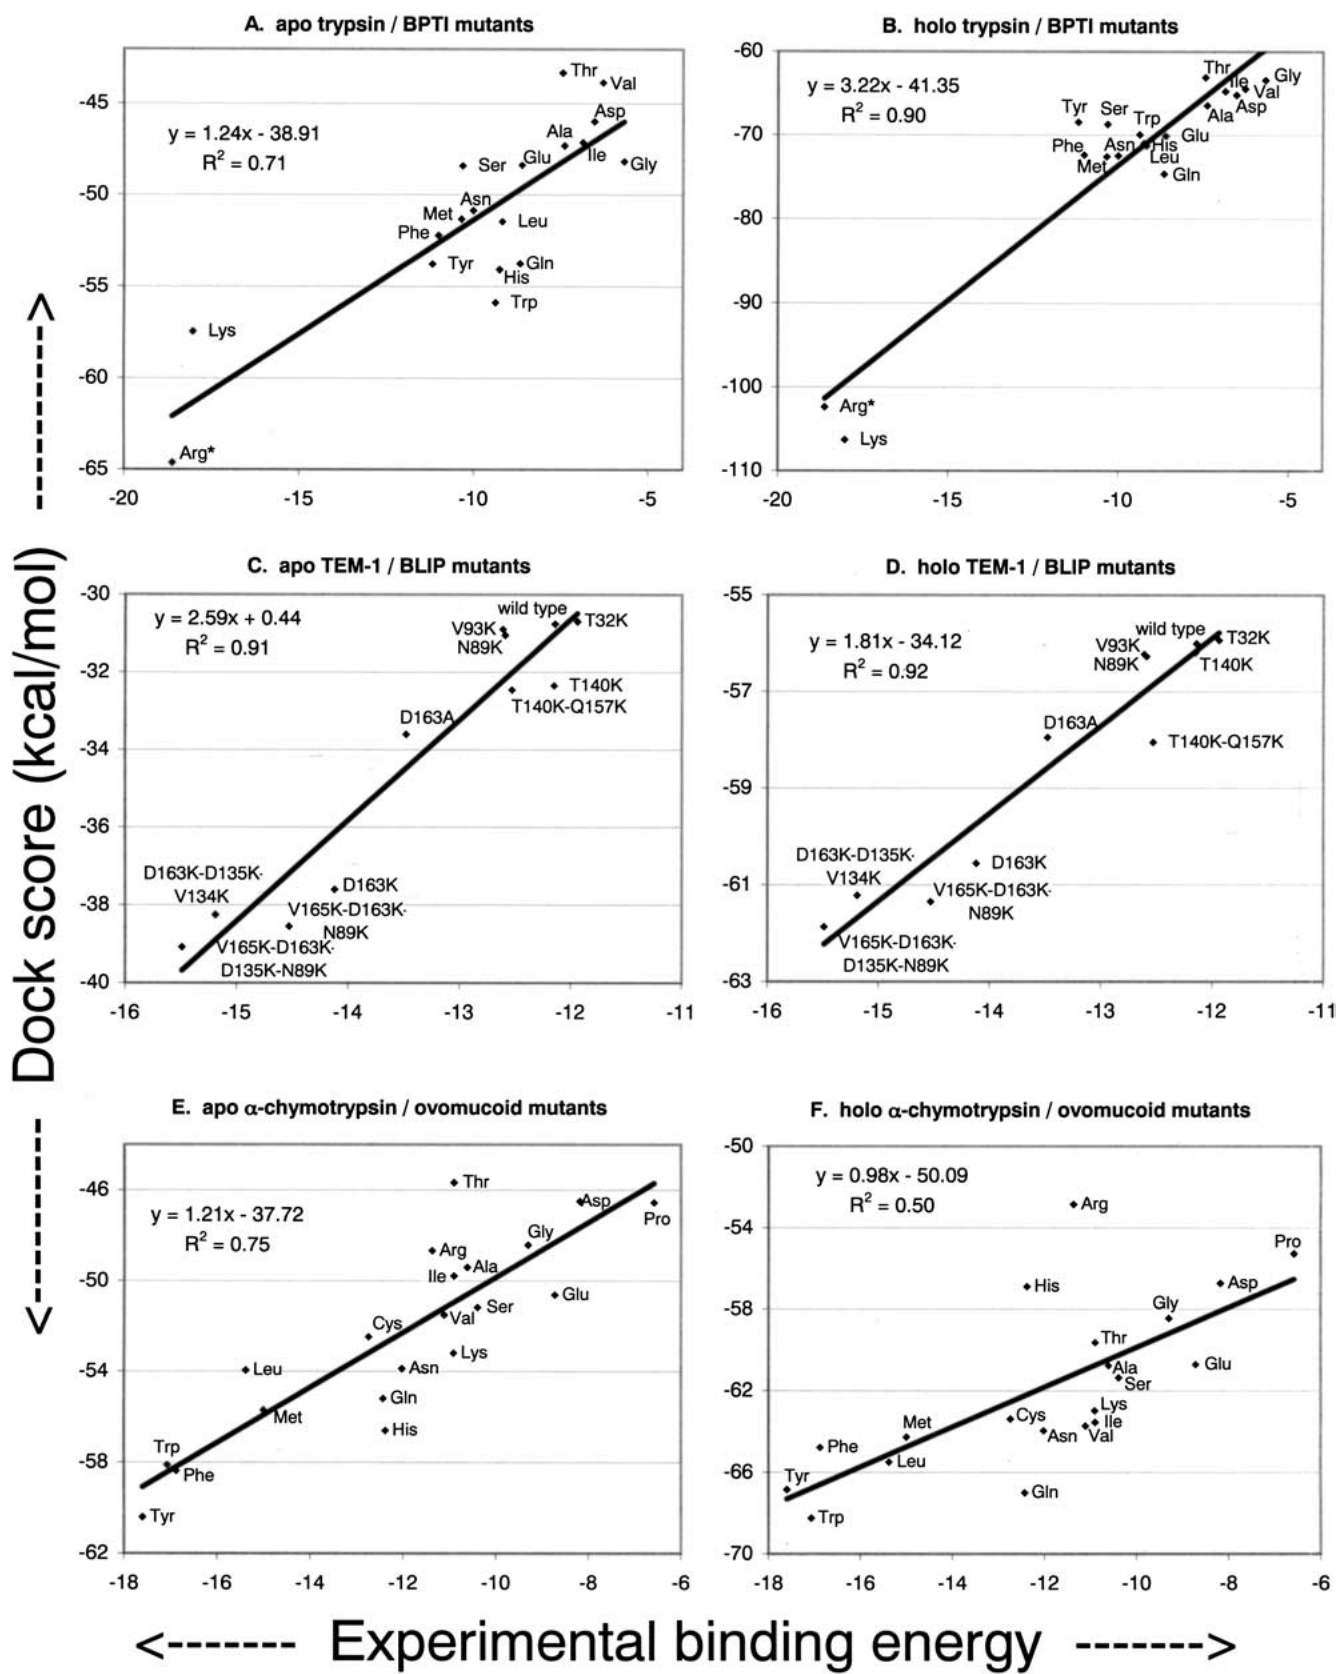 A. apo trypsin / BPTI mutants
y = 1.24x - 38.91
R² = 0.71
-45
-50
-55
-60
-65
-20
-15
-10
-5
Thr
Val
Asp
Ala
Ile
Gly
Ser
Glu
Asn
Met
Leu
Phe
Tyr
Gln
His
Trp
Lys
Arg*
B. holo trypsin / BPTI mutants
y = 3.22x - 41.35
R² = 0.90
-60
-70
-80
-90
-100
-110
-20
-15
-10
-5
Thr
Ile
Gly
Val
Asp
Ala
Tyr
Ser
Trp
Glu
Phe
Asn
His
Met
Leu
Gln
Arg*
Lys
C. apo TEM-1 / BLIP mutants
y = 2.59x + 0.44
R² = 0.91
-30
-32
-34
-36
-38
-40
-16
-15
-14
-13
-12
-11
wild type
V93K
T32K
N89K
T140K
T140K-Q157K
D163A
D163K-D135K-
V134K
D163K
V165K-D163K-
N89K
V165K-D163K-
D135K-N89K
D. holo TEM-1 / BLIP mutants
y = 1.81x - 34.12
R² = 0.92
-55
-57
-59
-61
-63
-16
-15
-14
-13
-12
-11
wild type
V93K
T32K
N89K
T140K
D163A
T140K-Q157K
D163K-D135K-
V134K
D163K
V165K-D163K-
N89K
V165K-D163K-
D135K-N89K
E. apo α-chymotrypsin / ovomucoid mutants
y = 1.21x - 37.72
R² = 0.75
-46
-50
-54
-58
-62
-18
-16
-14
-12
-10
-8
-6
Thr
Asp
Pro
Gly
Arg
Ala
Ile
Glu
Ser
Val
Cys
Lys
Leu
Asn
Gln
Met
His
Trp
Phe
Tyr
F. holo α-chymotrypsin / ovomucoid mutants
y = 0.98x - 50.09
R² = 0.50
-50
-54
-58
-62
-66
-70
-18
-16
-14
-12
-10
-8
-6
Arg
Pro
His
Asp
Gly
Thr
Ala
Glu
Ser
Lys
Cys
Ile
Met
Asn
Val
Phe
Leu
Tyr
Gln
Trp
<------- Dock score (kcal/mol) ------->
<------- Experimental binding energy ------->